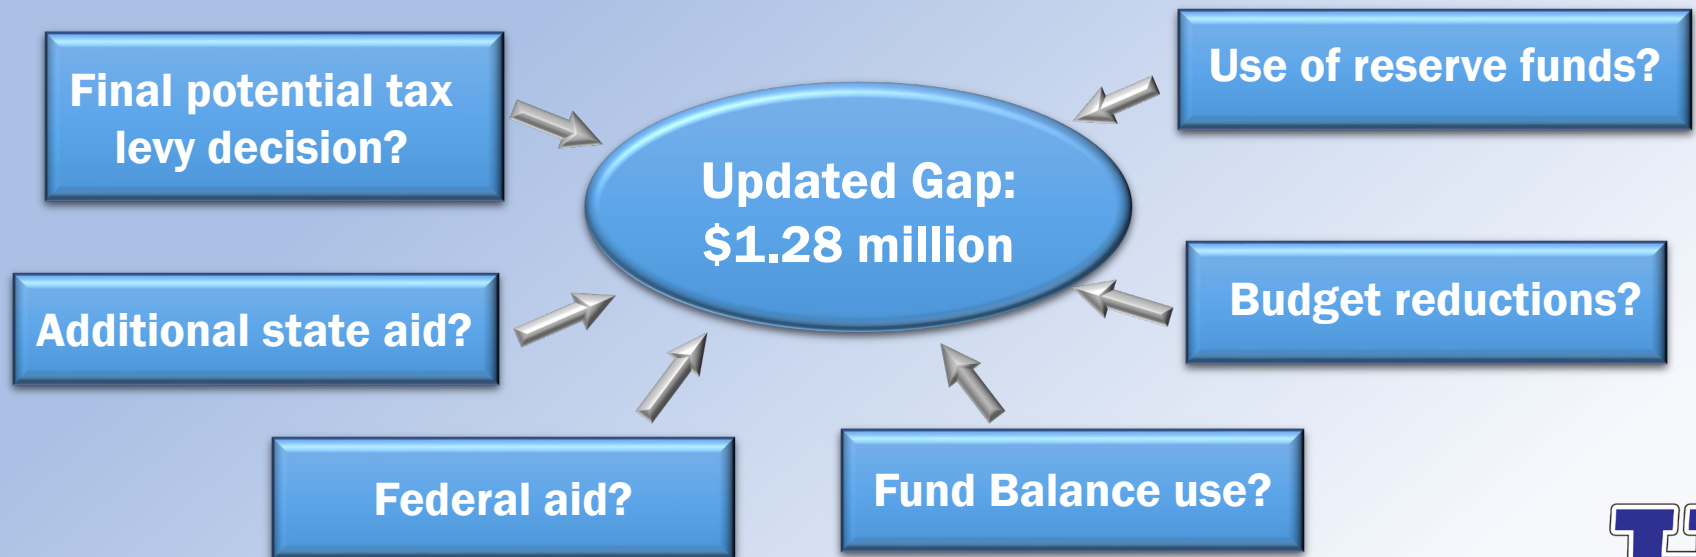 Final potential tax
levy decision?
Use of reserve funds?
Updated Gap:
$1.28 million
Additional state aid?
Budget reductions?
Federal aid?
Fund Balance use?